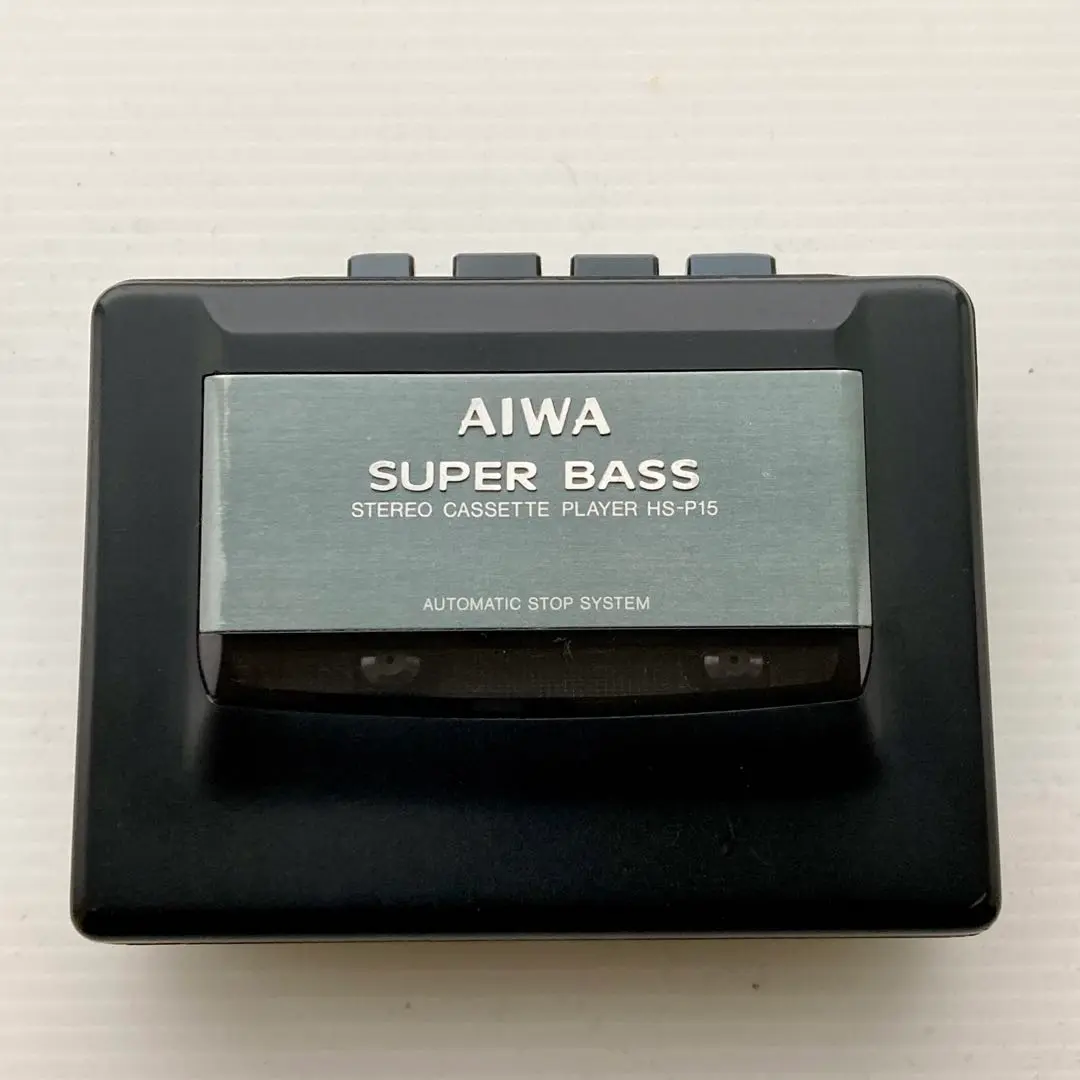 AIWA
SUPER BASS
STEREO CASSETTE PLAYER HS-P15
AUTOMATIC STOP SYSTEM